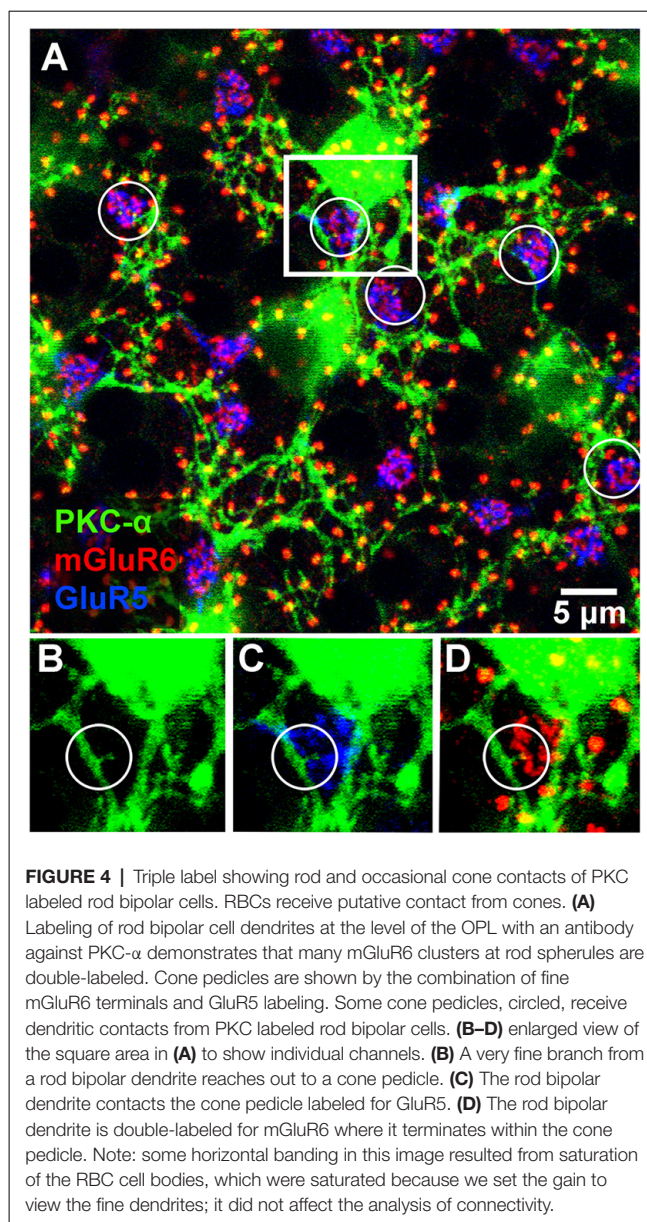 A
PKC-α
mGluR6
GluR5
5 µm
B
C
D
FIGURE 4 | Triple label showing rod and occasional cone contacts of PKC
labeled rod bipolar cells. RBCs receive putative contact from cones. (A)
Labeling of rod bipolar cell dendrites at the level of the OPL with an antibody
against PKC-α demonstrates that many mGluR6 clusters at rod spherules are
double-labeled. Cone pedicles are shown by the combination of fine
mGluR6 terminals and GluR5 labeling. Some cone pedicles, circled, receive
dendritic contacts from PKC labeled rod bipolar cells. (B–D) enlarged view of
the square area in (A) to show individual channels. (B) A very fine branch from
a rod bipolar dendrite reaches out to a cone pedicle. (C) The rod bipolar
dendrite contacts the cone pedicle labeled for GluR5. (D) The rod bipolar
dendrite is double-labeled for mGluR6 where it terminates within the cone
pedicle. Note: some horizontal banding in this image resulted from saturation
of the RBC cell bodies, which were saturated because we set the gain to
view the fine dendrites; it did not affect the analysis of connectivity.